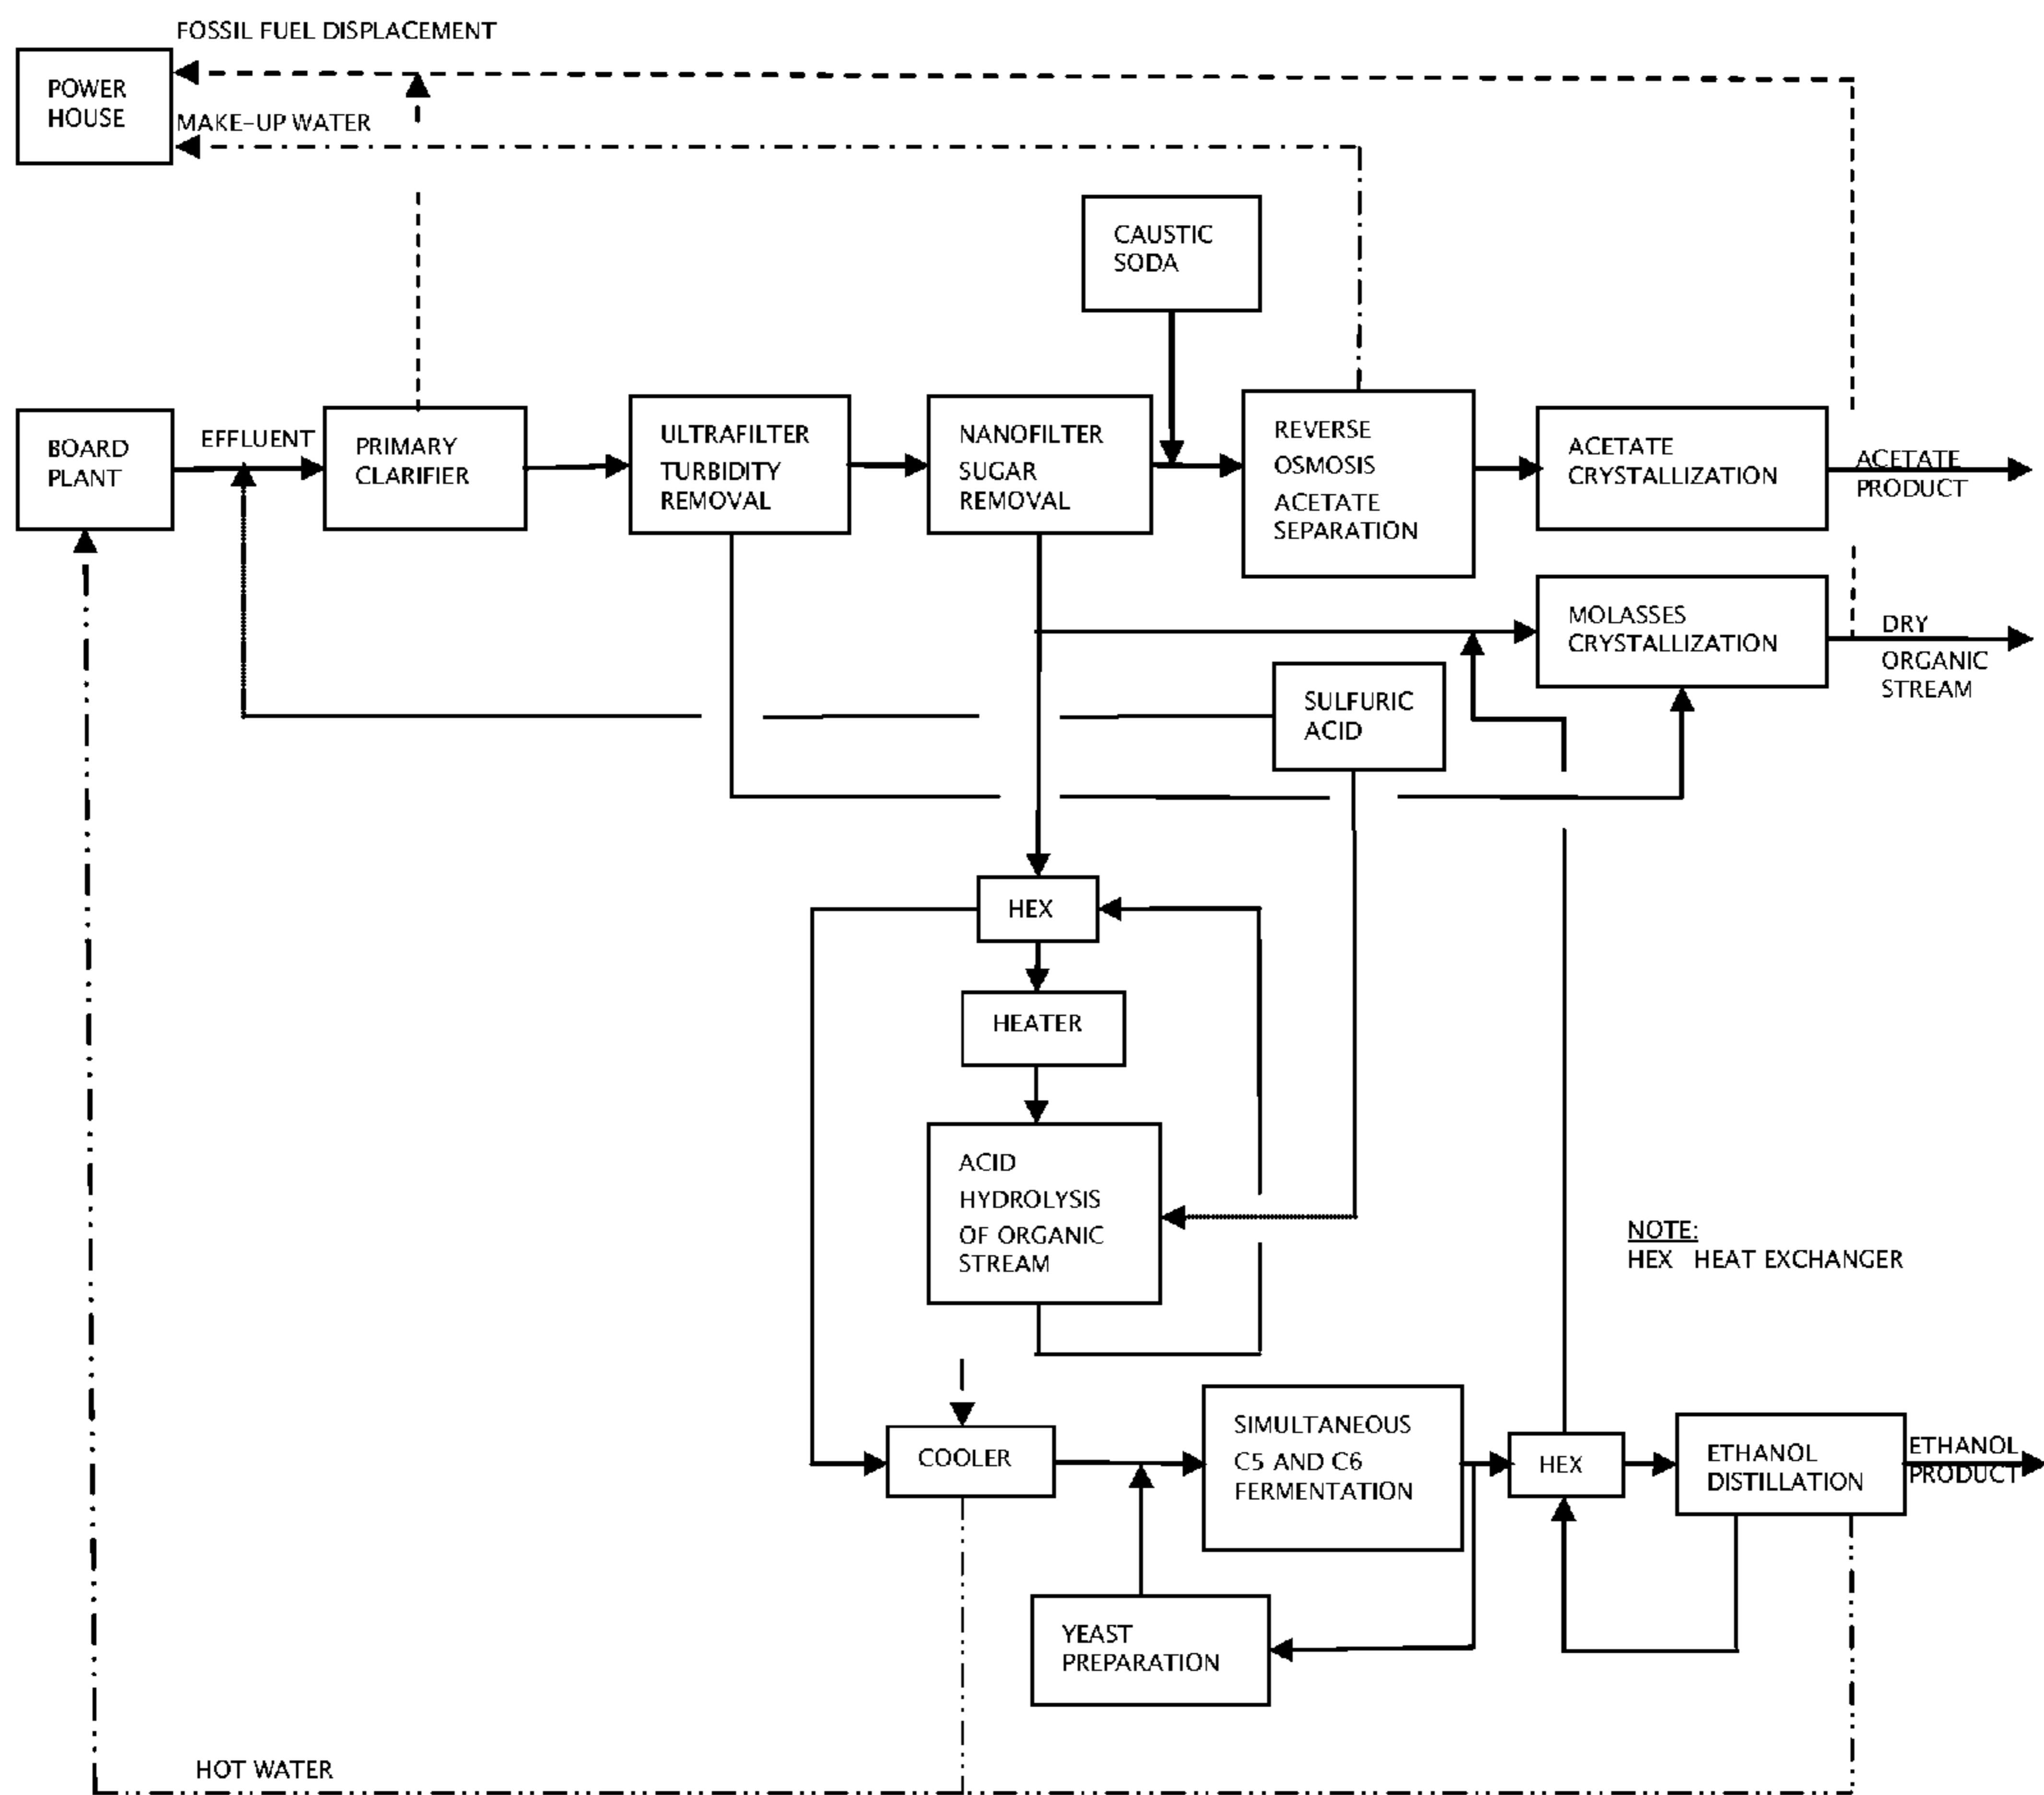 FOSSIL FUEL DISPLACEMENT
POWER
HOUSE
MAKE-UP WATER
CAUSTIC
SODA
BOARD
PLANT
EFFLUENT
PRIMARY
CLARIFIER
ULTRAFILTER
TURBIDITY
REMOVAL
NANOFILTER
SUGAR
REMOVAL
REVERSE
OSMOSIS
ACETATE
SEPARATION
ACETATE
CRYSTALLIZATION
ACETATE
PRODUCT
MOLASSES
CRYSTALLIZATION
DRY
ORGANIC
STREAM
SULFURIC
ACID
HEX
HEATER
ACID
HYDROLYSIS
OF ORGANIC
STREAM
NOTE:
HEX HEAT EXCHANGER
COOLER
SIMULTANEOUS
C5 AND C6
FERMENTATION
HEX
ETHANOL
DISTILLATION
ETHANOL
PRODUCT
YEAST
PREPARATION
HOT WATER